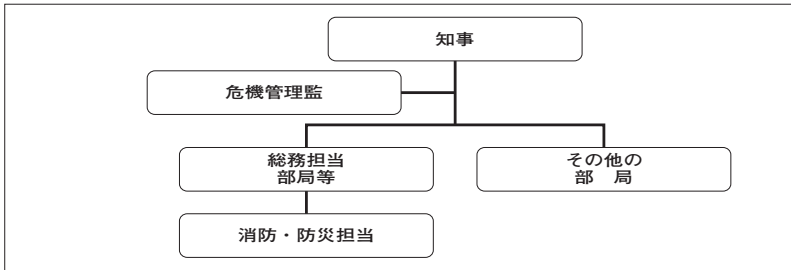 知事
危機管理監
総務担当
部局等
その他の
部　局
消防・防災担当